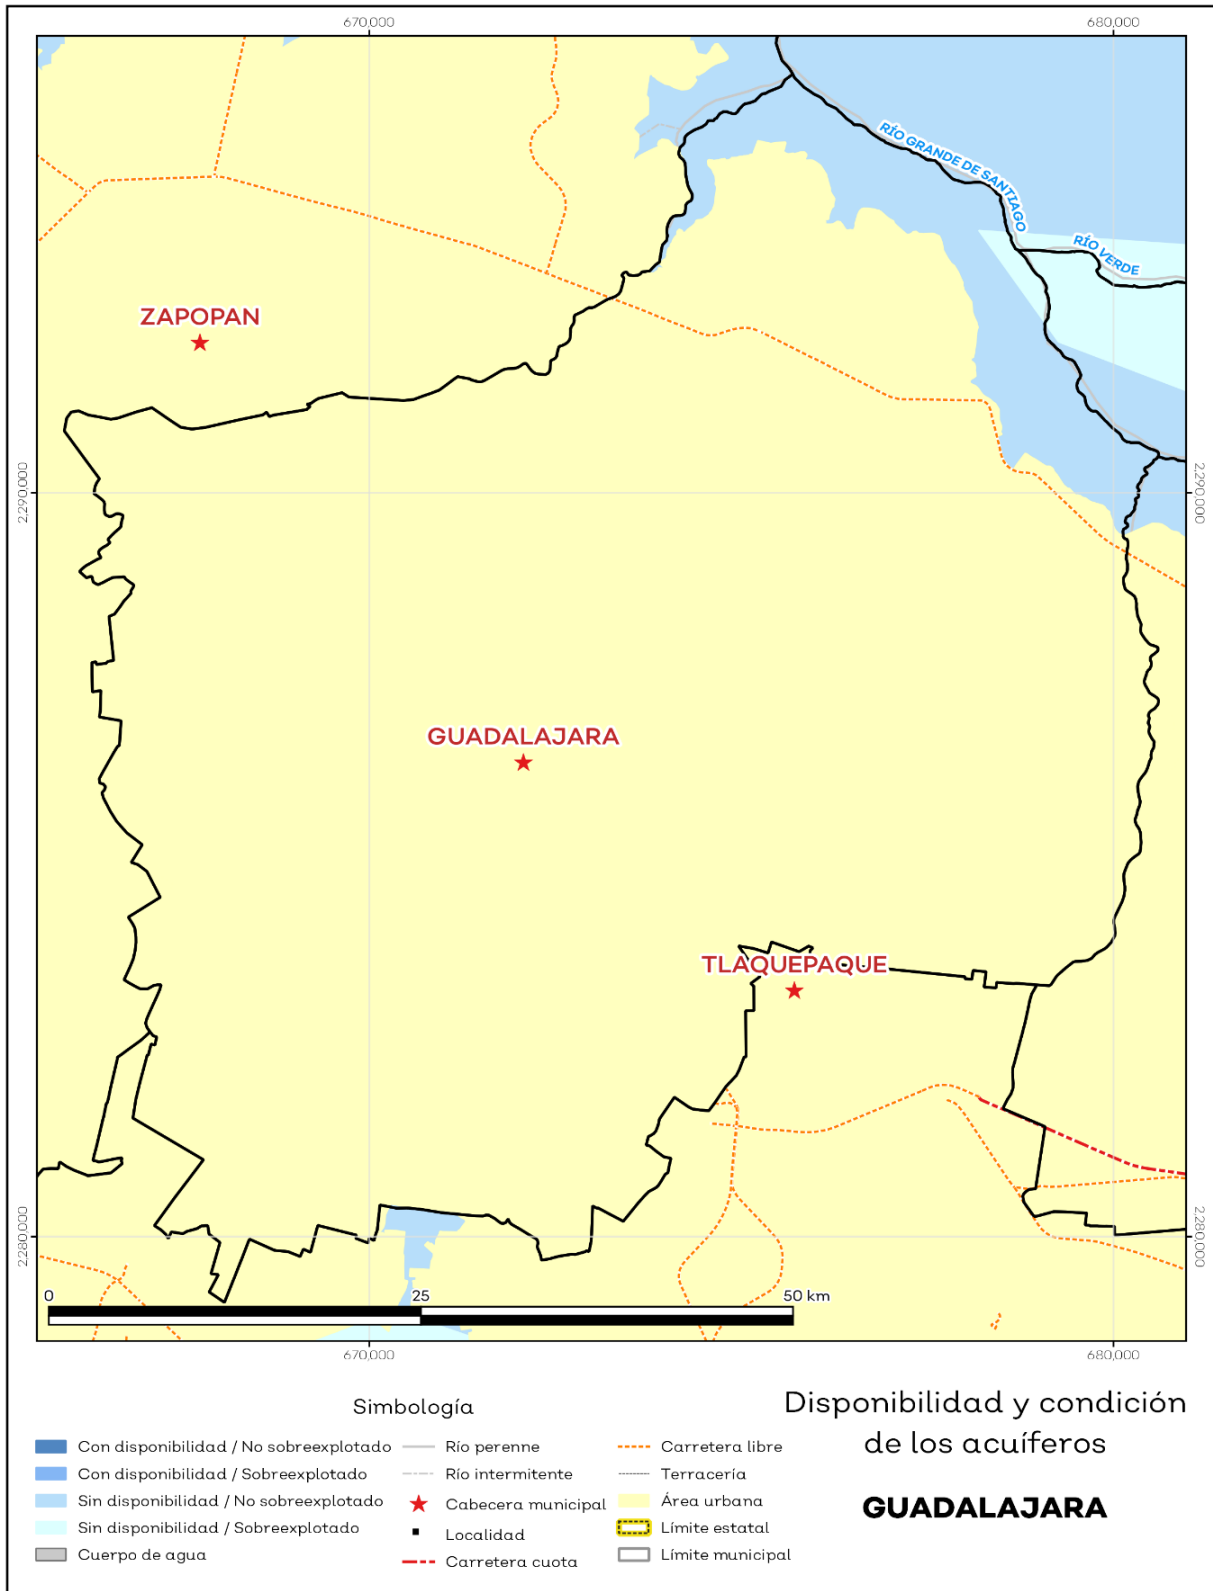 670,000
680,000
RÍO GRANDE DE SANTIAGO
RÍO VERDE
ZAPOPAN
2,290,000
2,290,000
GUADALAJARA
TLAQUEPAQUE
2,280,000
2,280,000
0
25
50 km
670,000
680,000
Simbología
Con disponibilidad / No sobreexplotado
Con disponibilidad / Sobreexplotado
Sin disponibilidad / No sobreexplotado
Sin disponibilidad / Sobreexplotado
Cuerpo de agua
Río perenne
Río intermitente
Cabecera municipal
Localidad
Carretera cuota
Carretera libre
Terracería
Área urbana
Límite estatal
Límite municipal
Disponibilidad y condición
de los acuíferos
GUADALAJARA